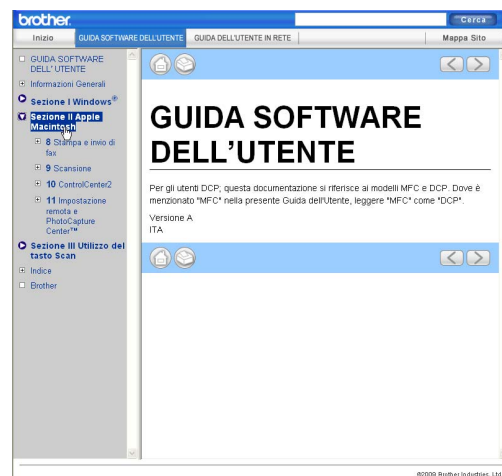 brother.
Cerca
Inizio
GUIDA SOFTWARE DELL'UTENTE
GUIDA DELL'UTENTE IN RETE
Mappa Sito
GUIDA SOFTWARE
DELL' UTENTE
Informazioni Generali
Sezione I Windows®
Sezione II Apple
Macintosh
8 Stampa e invio di
fax
9 Scansione
10 ControlCenter2
11 Impostazione
remota e
PhotoCapture
Center™
Sezione III Utilizzo del
tasto Scan
Indice
Brother
GUIDA SOFTWARE
DELL’UTENTE
Per gli utenti DCP; questa documentazione si riferisce ai modelli MFC e DCP. Dove è
menzionato "MFC" nella presente Guida dell'Utente, leggere "MFC" come "DCP".
Versione A
ITA
©2009 Brother Industries, Ltd.